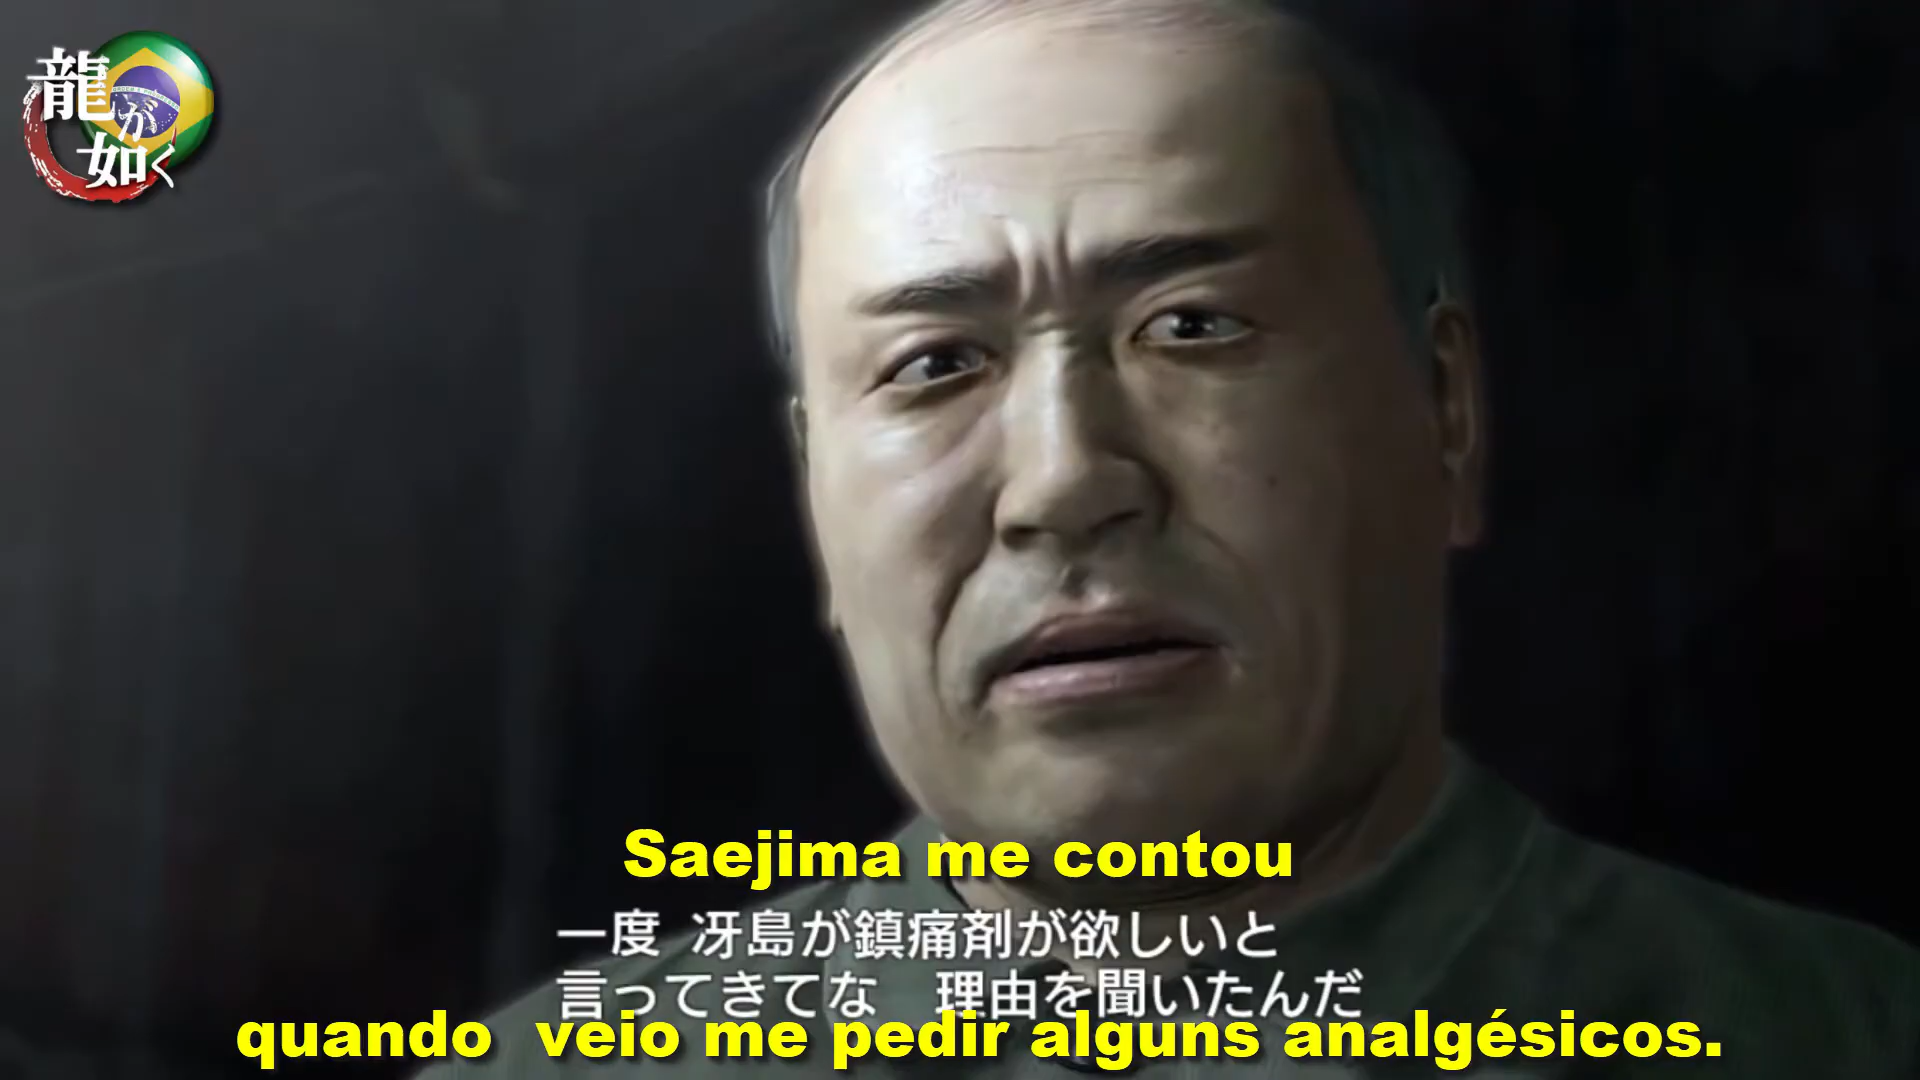 龍が如く
Saejima me contou
一度 冴島が鎮痛剤が欲しいと
言ってきてな 理由を聞いたんだ
quando veio me pedir alguns analgésicos.